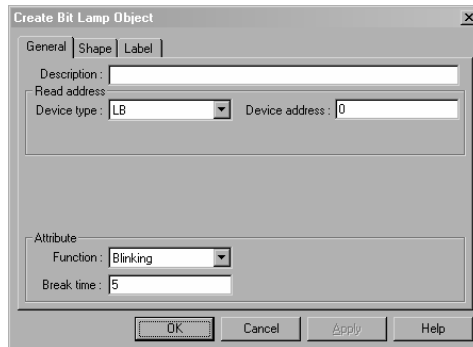 Create Bit Lamp Object
General Shape Label
Description :
Read address
Device type : LB Device address : 0
Attribute
Function : Blinking
Break time : 5
OK Cancel Apply Help